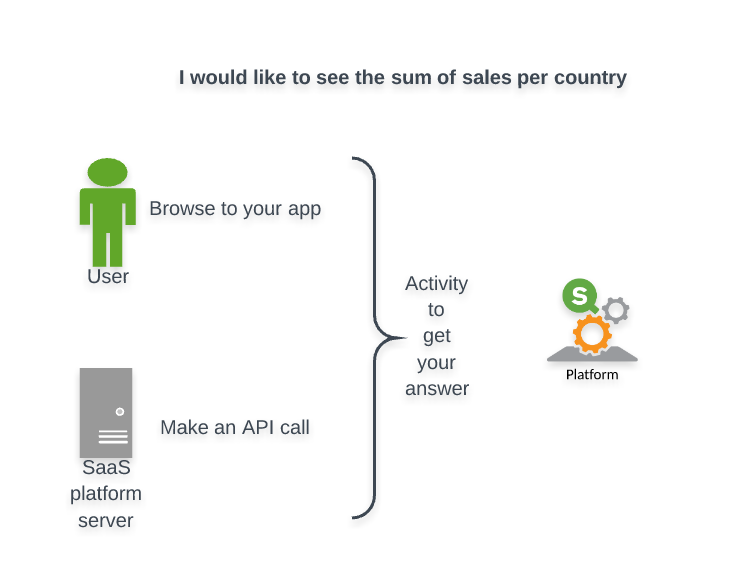 I would like to see the sum of sales per country
Browse to your app
User
Activity
to
get
your
answer
S
Platform
Make an API call
SaaS
platform
server